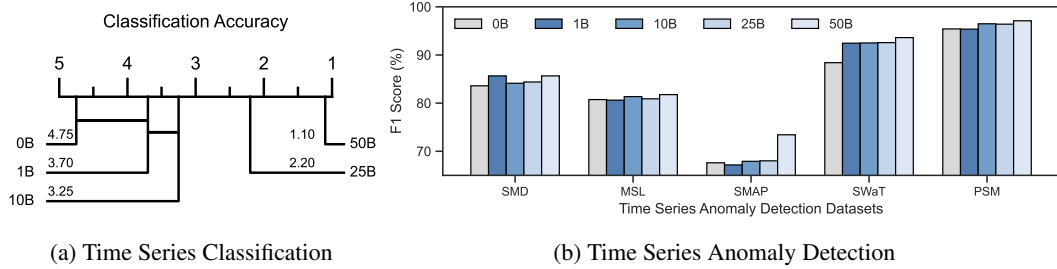 Classification Accuracy
5 4 3 2 1
0B 4.75 1.10 50B
1B 3.70 2.20 25B
10B 3.25
(a) Time Series Classification
100
90
80
70
F1 Score (%)
0B 1B 10B 25B 50B
SMD MSL SMAP SWaT PSM
Time Series Anomaly Detection Datasets
(b) Time Series Anomaly Detection